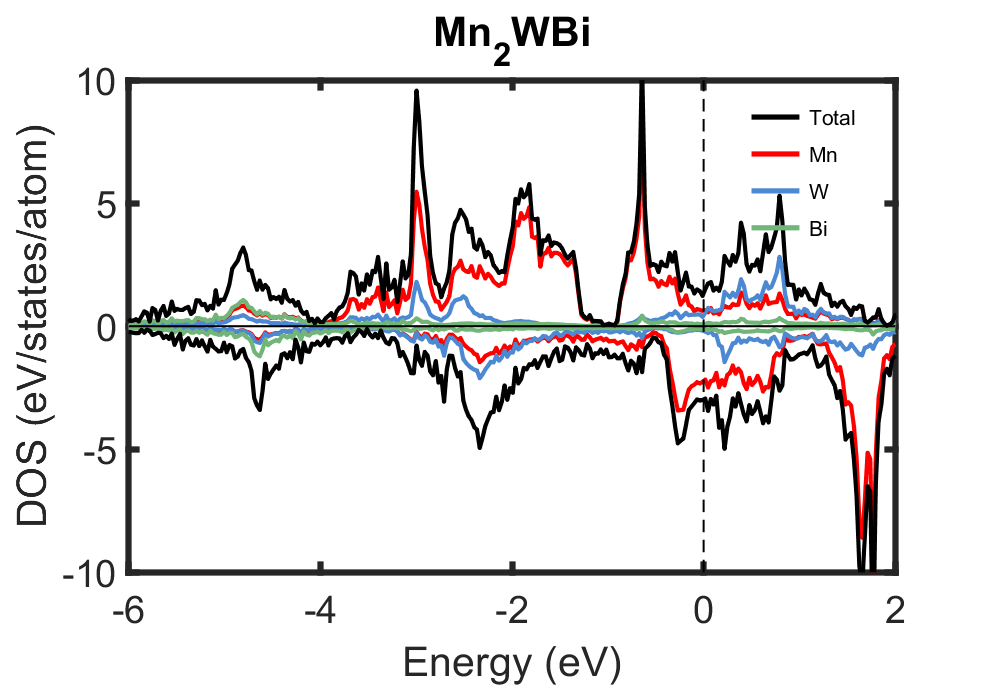 Mn₂WBi
DOS (eV/states/atom)
10
5
0
-5
-10
Total
Mn
W
Bi
-6 -4 -2 0 2
Energy (eV)